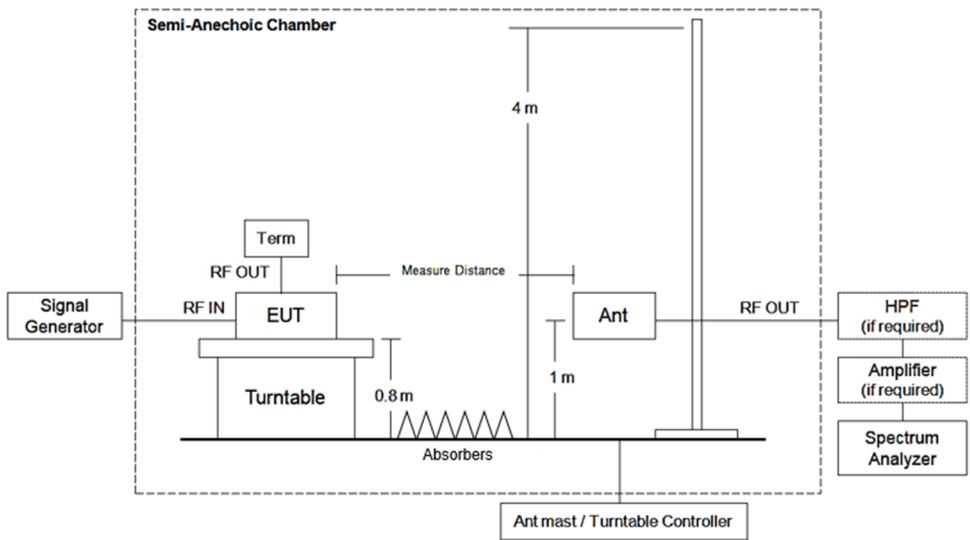 Semi-Anechoic Chamber
4 m
Term
RF OUT
Measure Distance
Signal
Generator
RF IN
EUT
Ant
RF OUT
HPF
(if required)
Turntable
0.8 m
1 m
Amplifier
(if required)
Absorbers
Spectrum
Analyzer
Ant mast / Turntable Controller